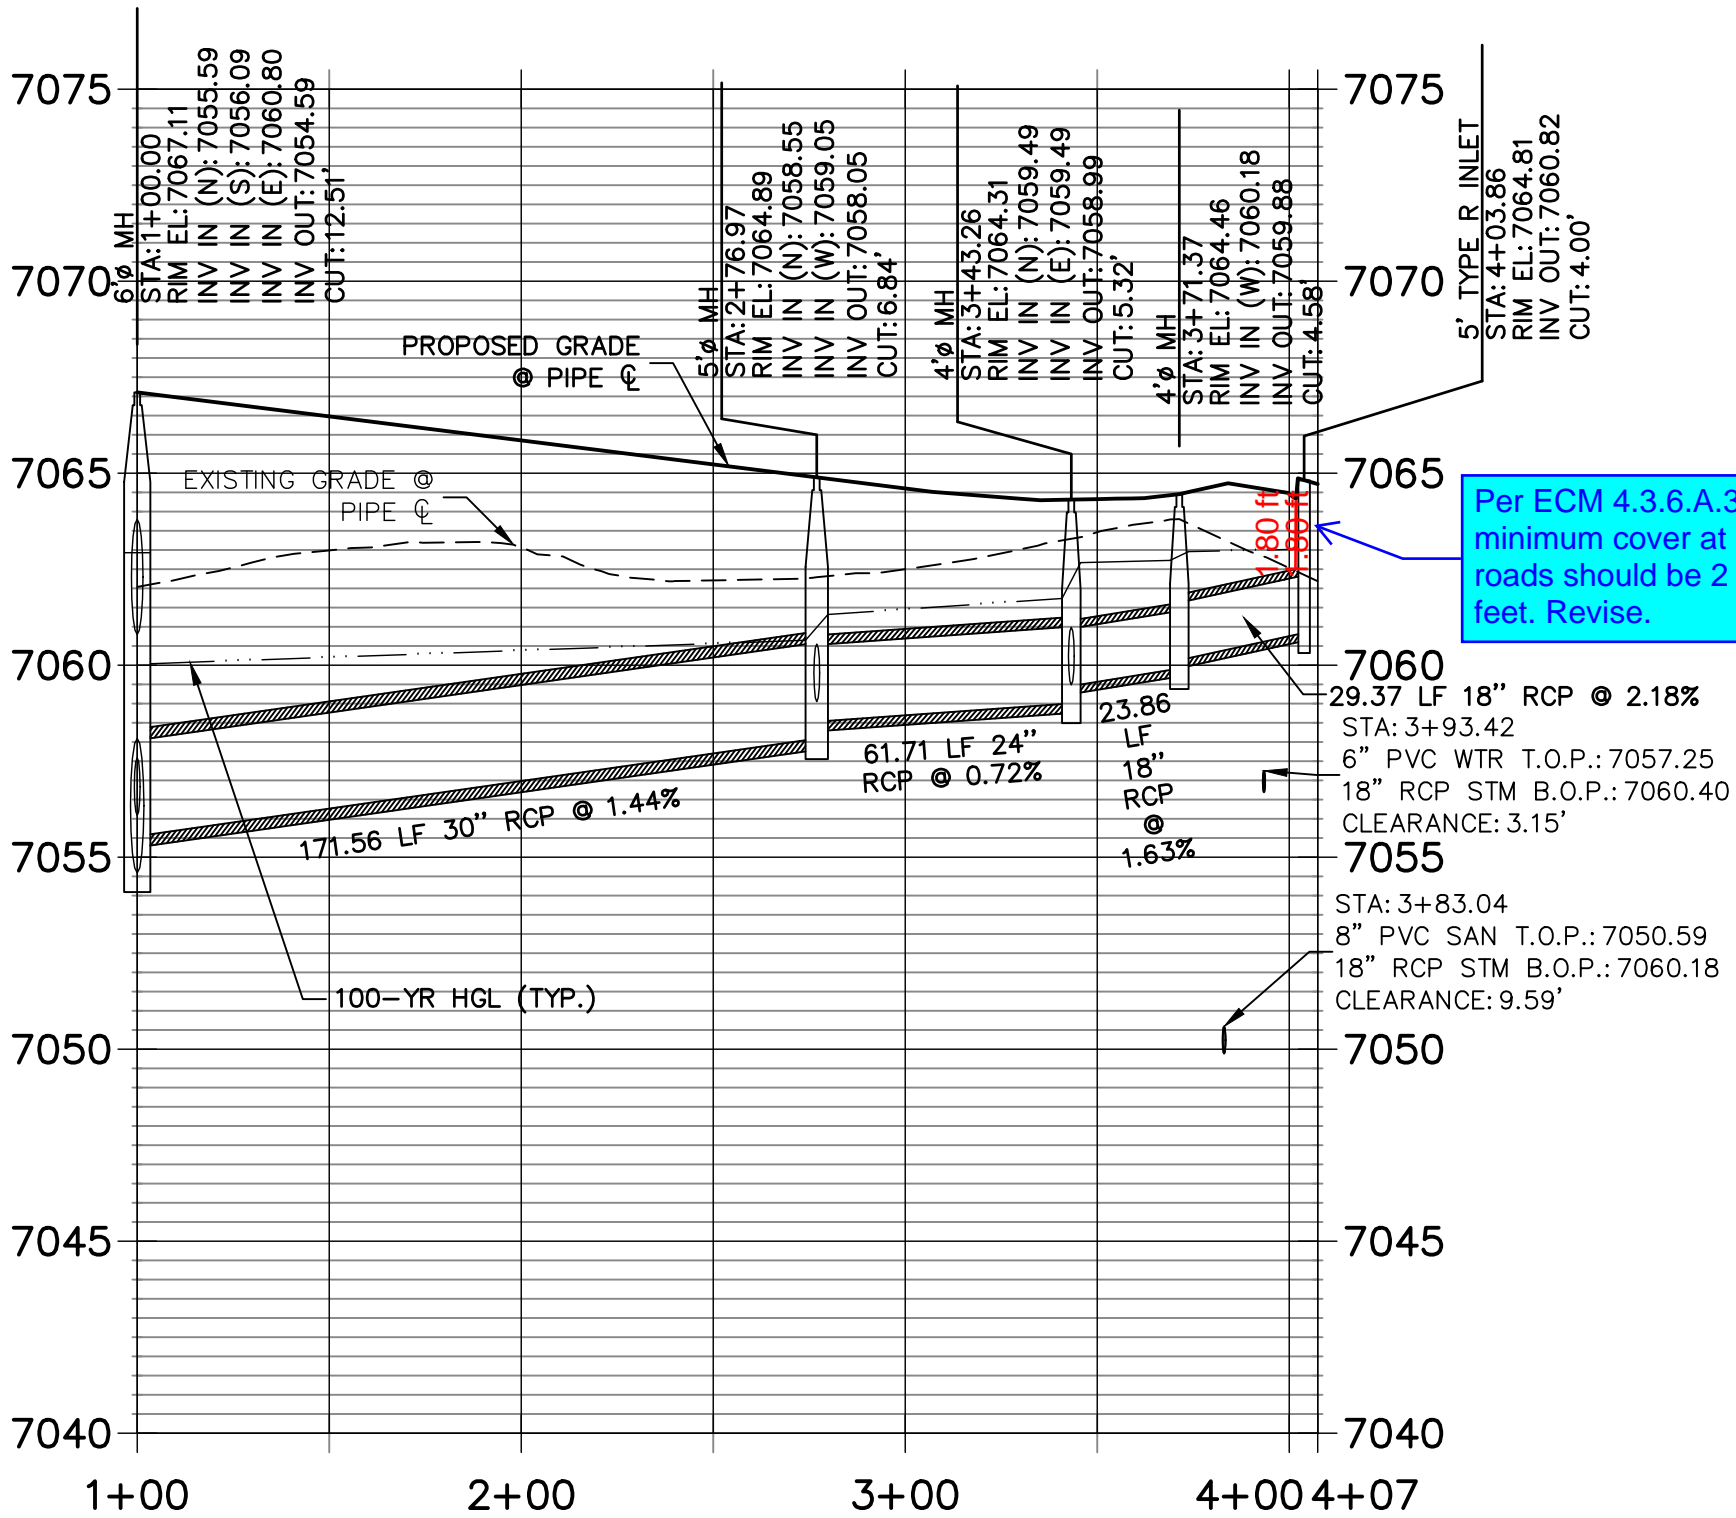 7075
7070
7065
7060
7055
7050
7045
7040
6'ø MH
STA:1+00.00
RIM EL:7067.11
INV IN (N):7055.59
INV IN (S):7056.09
INV IN (E):7060.80
INV OUT:7054.59
CUT:12.51'
5'ø MH
STA:2+76.97
RIM EL:7064.89
INV IN (N):7058.55
INV IN (W):7059.05
INV OUT:7058.05
CUT:6.84'
4'ø MH
STA:3+43.26
RIM EL:7064.31
INV IN (N):7059.49
INV IN (E):7059.49
INV OUT:7058.99
CUT:5.32'
4'ø MH
STA:3+71.37
RIM EL:7064.46
INV IN (W):7060.18
INV OUT:7059.88
CUT:4.58'
5' TYPE R INLET
STA:4+03.86
RIM EL:7064.81
INV OUT:7060.82
CUT:4.00'
PROPOSED GRADE
@ PIPE ℄
EXISTING GRADE @
PIPE ℄
1.80 ft
1.80 ft
Per ECM 4.3.6.A.3
minimum cover at
roads should be 2
feet. Revise.
171.56 LF 30" RCP @ 1.44%
61.71 LF 24"
RCP @ 0.72%
23.86
LF
18"
RCP
@
1.63%
29.37 LF 18" RCP @ 2.18%
STA:3+93.42
6" PVC WTR T.O.P.:7057.25
18" RCP STM B.O.P.:7060.40
CLEARANCE:3.15'
STA:3+83.04
8" PVC SAN T.O.P.:7050.59
18" RCP STM B.O.P.:7060.18
CLEARANCE:9.59'
100-YR HGL (TYP.)
7075
7070
7065
7060
7055
7050
7045
7040
1+00
2+00
3+00
4+00
4+07